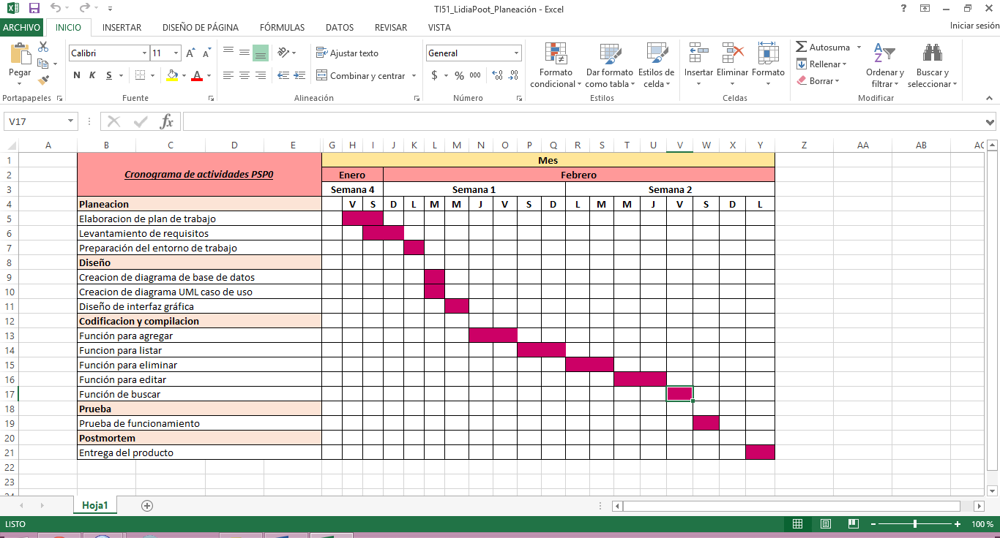 TI51_LidiaPoot_Planeación - Excel
ARCHIVO INICIO INSERTAR DISEÑO DE PÁGINA FÓRMULAS DATOS REVISAR VISTA Iniciar sesión
Pegar
Calibri 11
N K S
Ajustar texto
Combinar y centrar
General
$ % 000
Formato condicional
Dar formato como tabla
Estilos de celda
Insertar Eliminar Formato
Autosuma
Rellenar
Borrar
Ordenar y filtrar
Buscar y seleccionar
Portapapeles Fuente Alineación Número Estilos Celdas Modificar
V17 fx
A B C D E G H I J K L M N O P Q R S T U V W X Y Z AA AB AC
1 Mes
2 Cronograma de actividades PSP0 Enero Febrero
3 Semana 4 Semana 1 Semana 2
4 Planeacion V S D L M M J V S D L M M J V S D L
5 Elaboracion de plan de trabajo
6 Levantamiento de requisitos
7 Preparación del entorno de trabajo
8 Diseño
9 Creacion de diagrama de base de datos
10 Creacion de diagrama UML caso de uso
11 Diseño de interfaz gráfica
12 Codificacion y compilacion
13 Función para agregar
14 Funcion para listar
15 Función para eliminar
16 Función para editar
17 Función de buscar
18 Prueba
19 Prueba de funcionamiento
20 Postmortem
21 Entrega del producto
22
23
24
Hoja1
LISTO 100 %